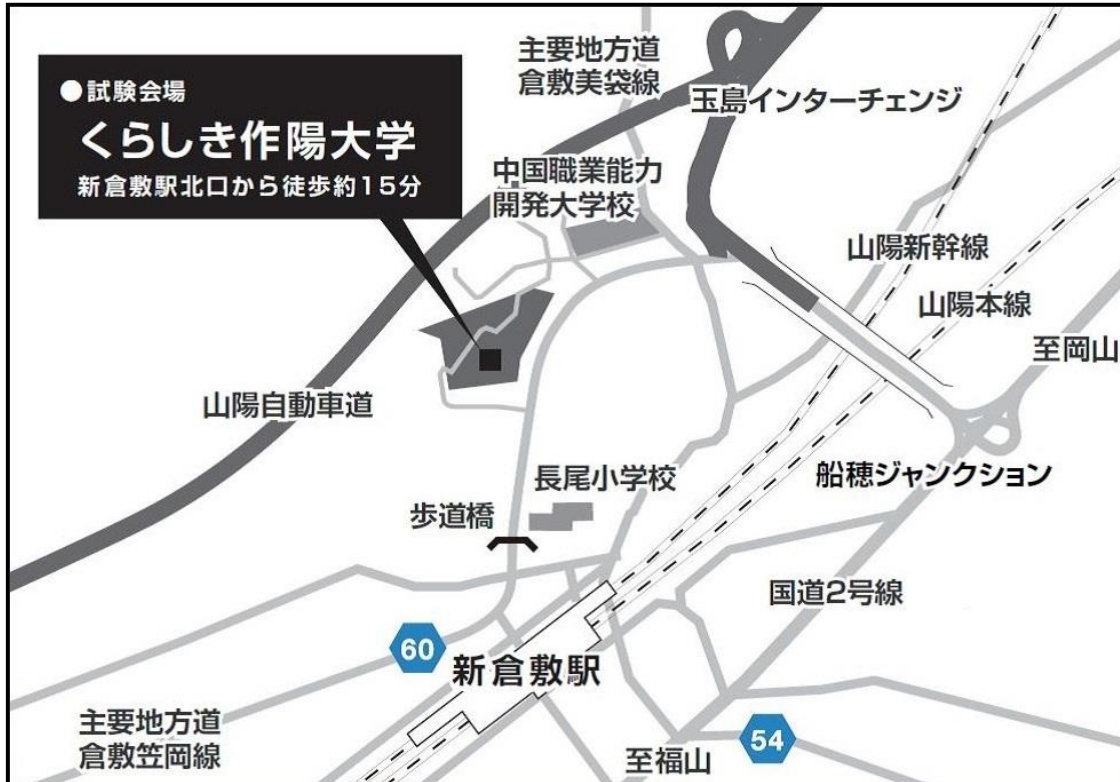 ●試験会場
くらしき作陽大学
新倉敷駅北口から徒歩約15分
主要地方道
倉敷美袋線
玉島インターチェンジ
中国職業能力
開発大学校
山陽新幹線
山陽本線
至岡山
山陽自動車道
船穂ジャンクション
長尾小学校
歩道橋
国道2号線
60
新倉敷駅
主要地方道
倉敷笠岡線
54
至福山